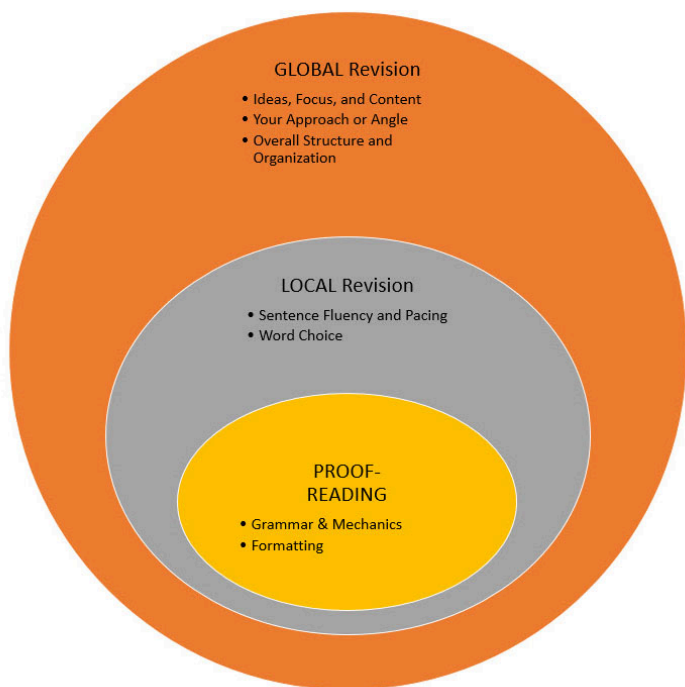 GLOBAL Revision
• Ideas, Focus, and Content
• Your Approach or Angle
• Overall Structure and
Organization
LOCAL Revision
• Sentence Fluency and Pacing
• Word Choice
PROOF-
READING
• Grammar & Mechanics
• Formatting